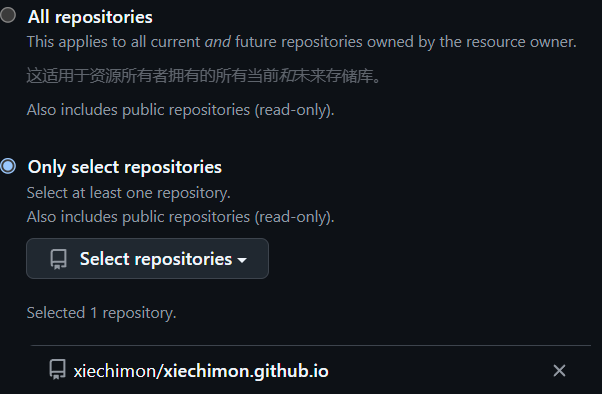 All repositories
This applies to all current and future repositories owned by the resource owner.
这适用于资源所有者拥有的所有当前和未来存储库。
Also includes public repositories (read-only).
Only select repositories
Select at least one repository.
Also includes public repositories (read-only).
Select repositories
Selected 1 repository.
xiechimon/xiechimon.github.io